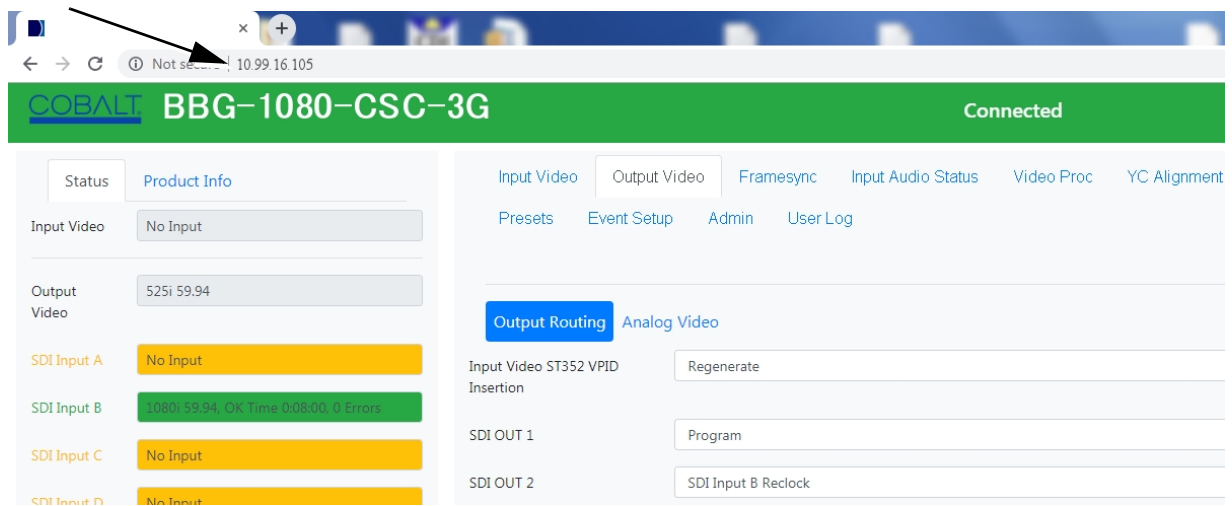 Not secure 10.99.16.105
COBALT BBG-1080-CSC-3G Connected
Status Product Info
Input Video No Input
Output Video 525i 59.94
SDI Input A No Input
SDI Input B 1080i 59.94, OK Time 0:08:00, 0 Errors
SDI Input C No Input
SDI Input D No Input
Input Video Output Video Framesync Input Audio Status Video Proc YC Alignment
Presets Event Setup Admin User Log
Output Routing Analog Video
Input Video ST352 VPID Insertion Regenerate
SDI OUT 1 Program
SDI OUT 2 SDI Input B Reclock